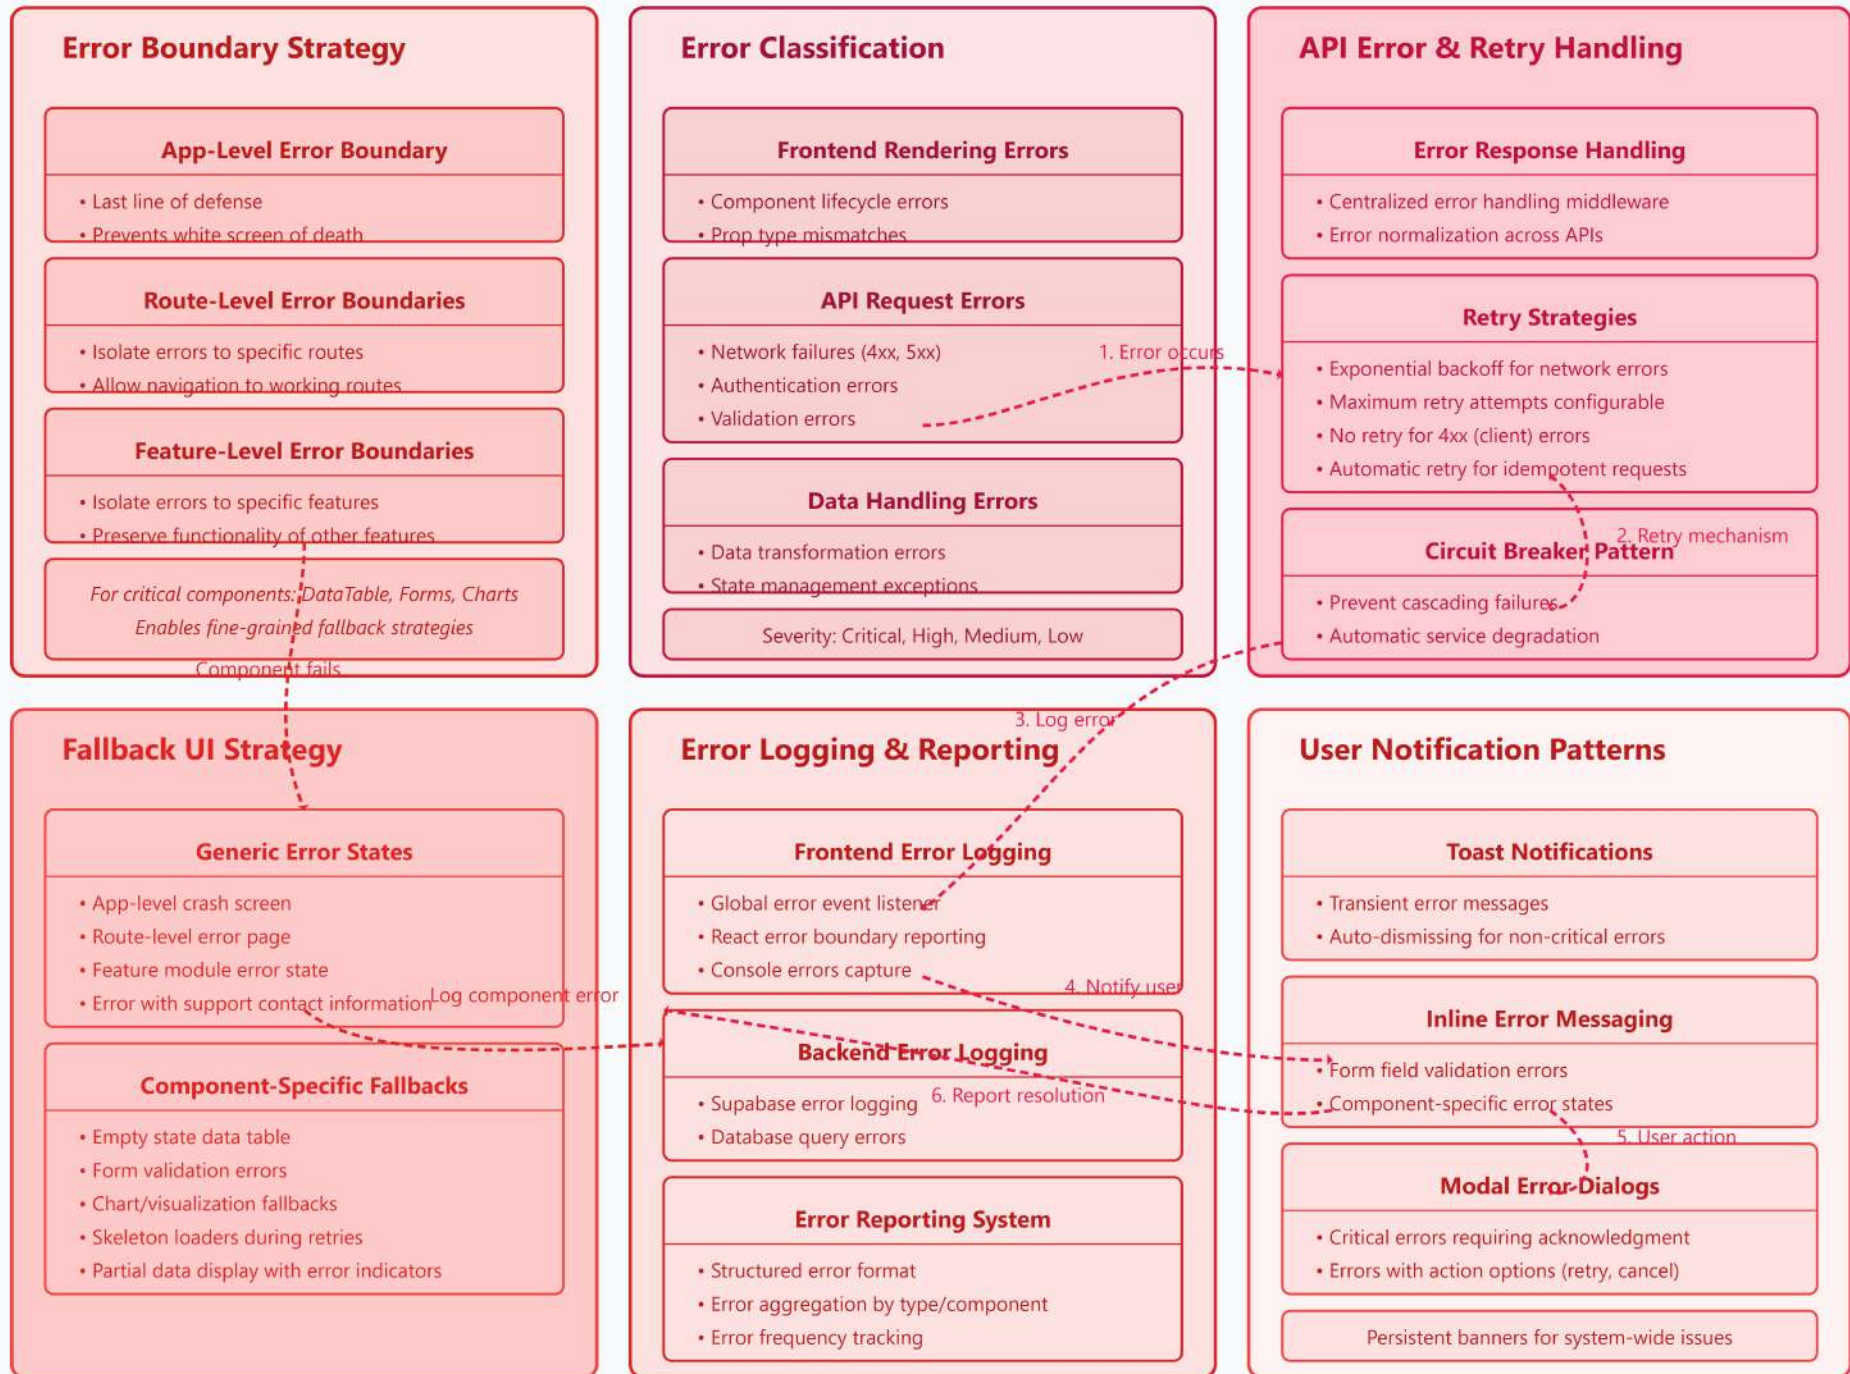 Error Boundary Strategy
App-Level Error Boundary
• Last line of defense
• Prevents white screen of death
Route-Level Error Boundaries
• Isolate errors to specific routes
• Allow navigation to working routes
Feature-Level Error Boundaries
• Isolate errors to specific features
• Preserve functionality of other features
For critical components: DataTable, Forms, Charts
Enables fine-grained fallback strategies
Component fails
Error Classification
Frontend Rendering Errors
• Component lifecycle errors
• Prop type mismatches
API Request Errors
• Network failures (4xx, 5xx)
• Authentication errors
• Validation errors
1. Error occurs
Data Handling Errors
• Data transformation errors
• State management exceptions
Severity: Critical, High, Medium, Low
API Error & Retry Handling
Error Response Handling
• Centralized error handling middleware
• Error normalization across APIs
Retry Strategies
• Exponential backoff for network errors
• Maximum retry attempts configurable
• No retry for 4xx (client) errors
• Automatic retry for idempotent requests
2. Retry mechanism
Circuit Breaker Pattern
• Prevent cascading failures
• Automatic service degradation
Fallback UI Strategy
Generic Error States
• App-level crash screen
• Route-level error page
• Feature module error state
• Error with support contact information
Log component error
Component-Specific Fallbacks
• Empty state data table
• Form validation errors
• Chart/visualization fallbacks
• Skeleton loaders during retries
• Partial data display with error indicators
3. Log error
Error Logging & Reporting
Frontend Error Logging
• Global error event listener
• React error boundary reporting
• Console errors capture
4. Notify user
Backend Error Logging
• Supabase error logging
6. Report resolution
• Database query errors
Error Reporting System
• Structured error format
• Error aggregation by type/component
• Error frequency tracking
User Notification Patterns
Toast Notifications
• Transient error messages
• Auto-dismissing for non-critical errors
Inline Error Messaging
• Form field validation errors
• Component-specific error states
5. User action
Modal Error Dialogs
• Critical errors requiring acknowledgment
• Errors with action options (retry, cancel)
Persistent banners for system-wide issues